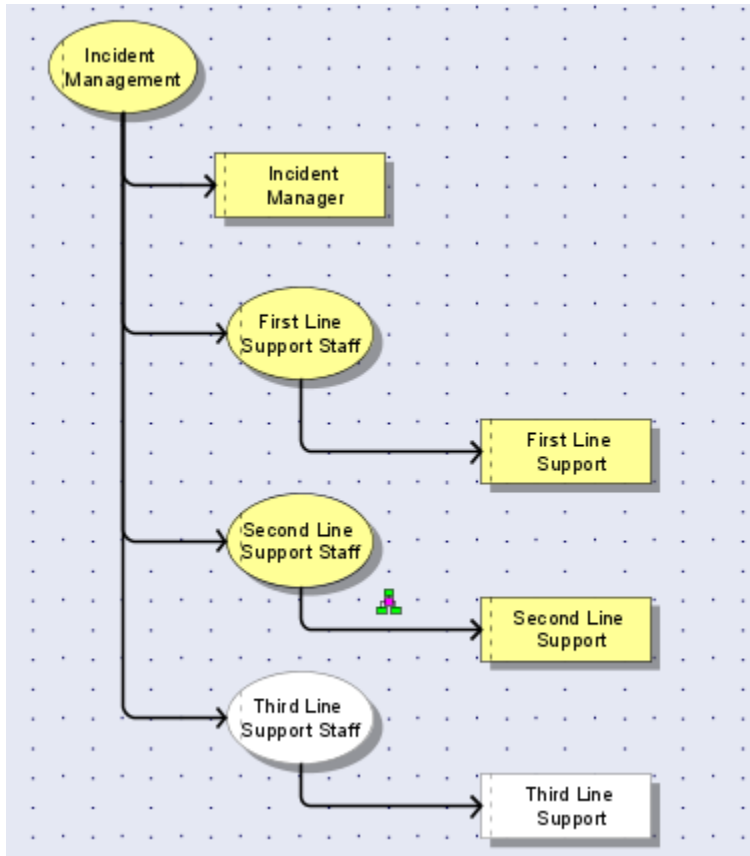 Incident
Management
Incident
Manager
First Line
Support Staff
First Line
Support
Second Line
Support Staff
Second Line
Support
Third Line
Support Staff
Third Line
Support